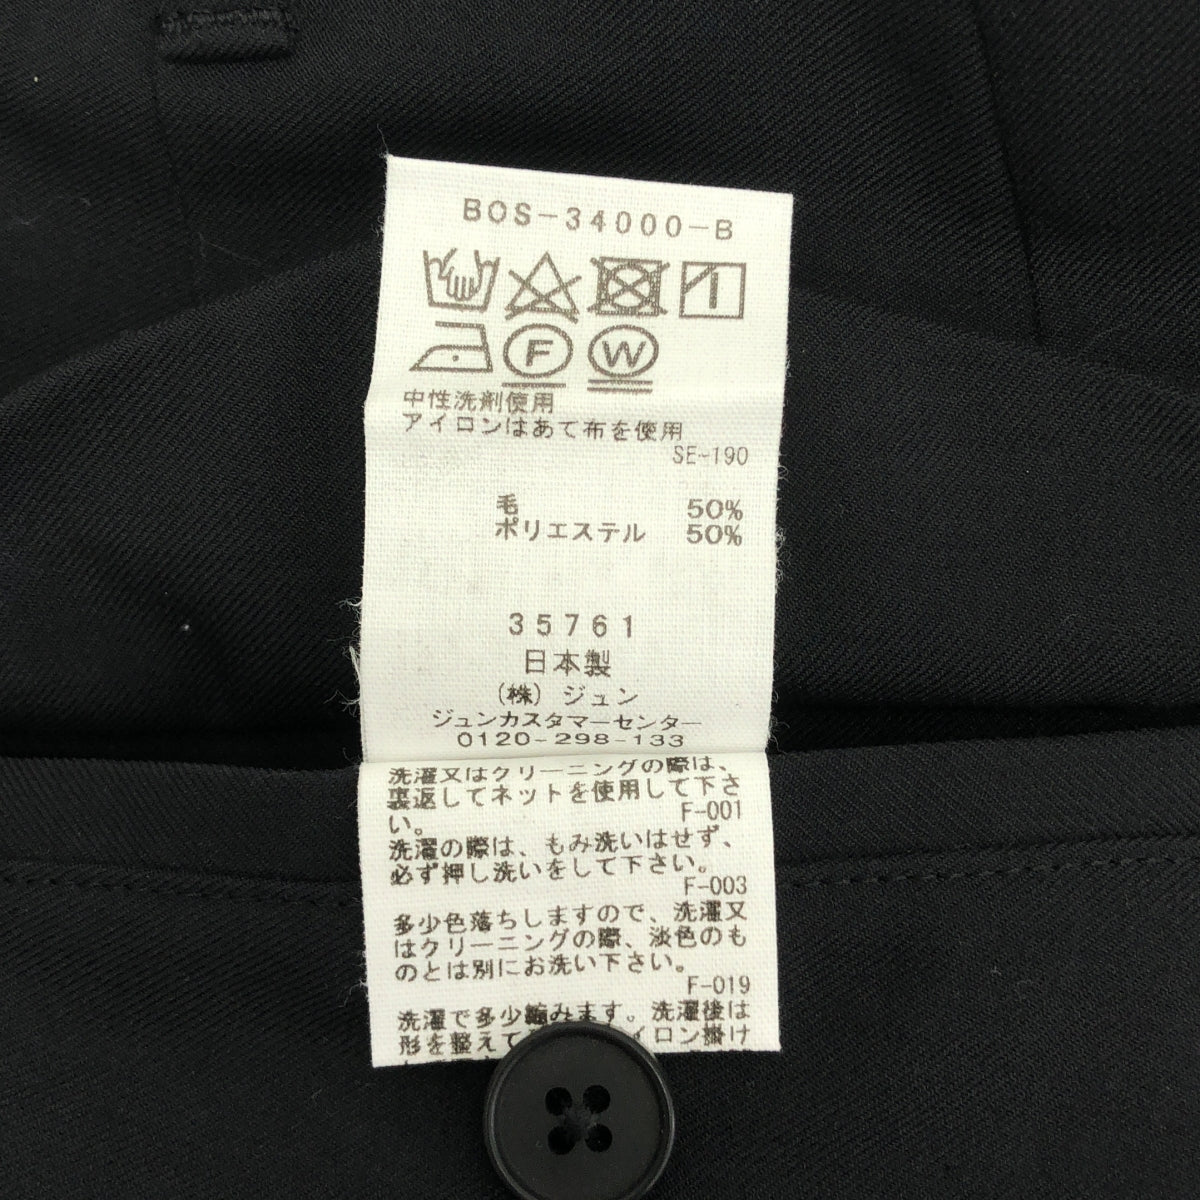 BOS-34000-B
F W
中性洗剤使用
アイロンはあて布を使用
SE-190
毛 50%
ポリエステル 50%
35761
日本製
(株) ジュン
ジュンカスタマーセンター
0120-298-133
洗濯又はクリーニングの際は、
裏返してネットを使用して下さ
い。
F-001
洗濯の際は、もみ洗いはせず、
必ず押し洗いをして下さい。
F-003
多少色落ちしますので、洗濯又
はクリーニングの際、淡色のも
のとは別にお洗い下さい。
F-019
洗濯で多少縮みます。洗濯後は
形を整えて イロン掛け